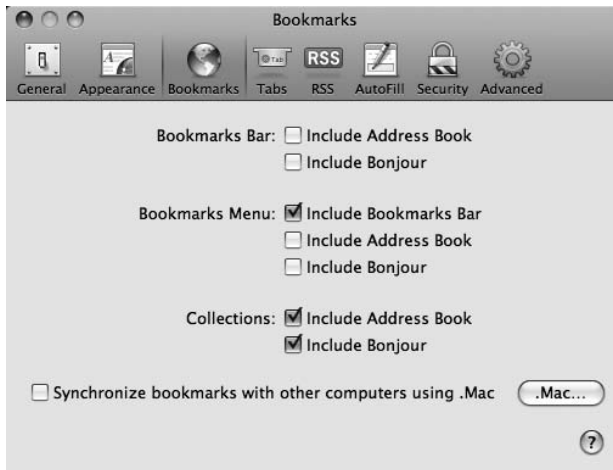 Bookmarks
Tab RSS
General Appearance Bookmarks Tabs RSS AutoFill Security Advanced
Bookmarks Bar: Include Address Book
Include Bonjour
Bookmarks Menu: Include Bookmarks Bar
Include Address Book
Include Bonjour
Collections: Include Address Book
Include Bonjour
Synchronize bookmarks with other computers using .Mac .Mac...
?